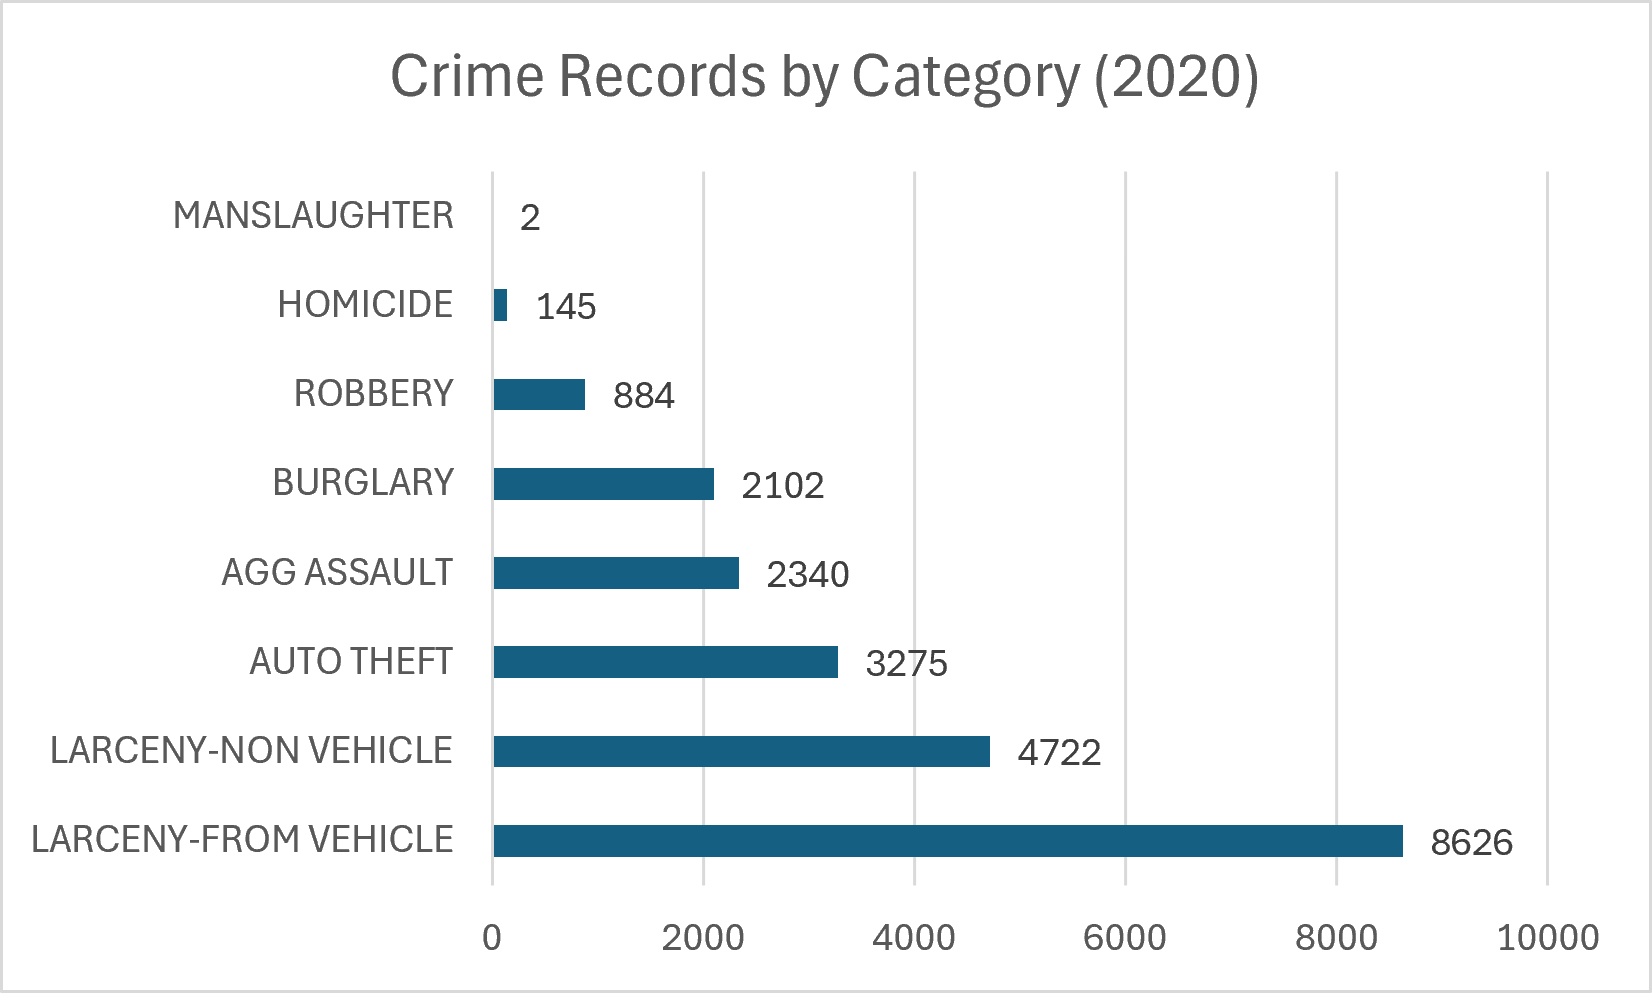 Crime Records by Category (2020)
MANSLAUGHTER 2
HOMICIDE 145
ROBBERY 884
BURGLARY 2102
AGG ASSAULT 2340
AUTO THEFT 3275
LARCENY-NON VEHICLE 4722
LARCENY-FROM VEHICLE 8626
0 2000 4000 6000 8000 10000